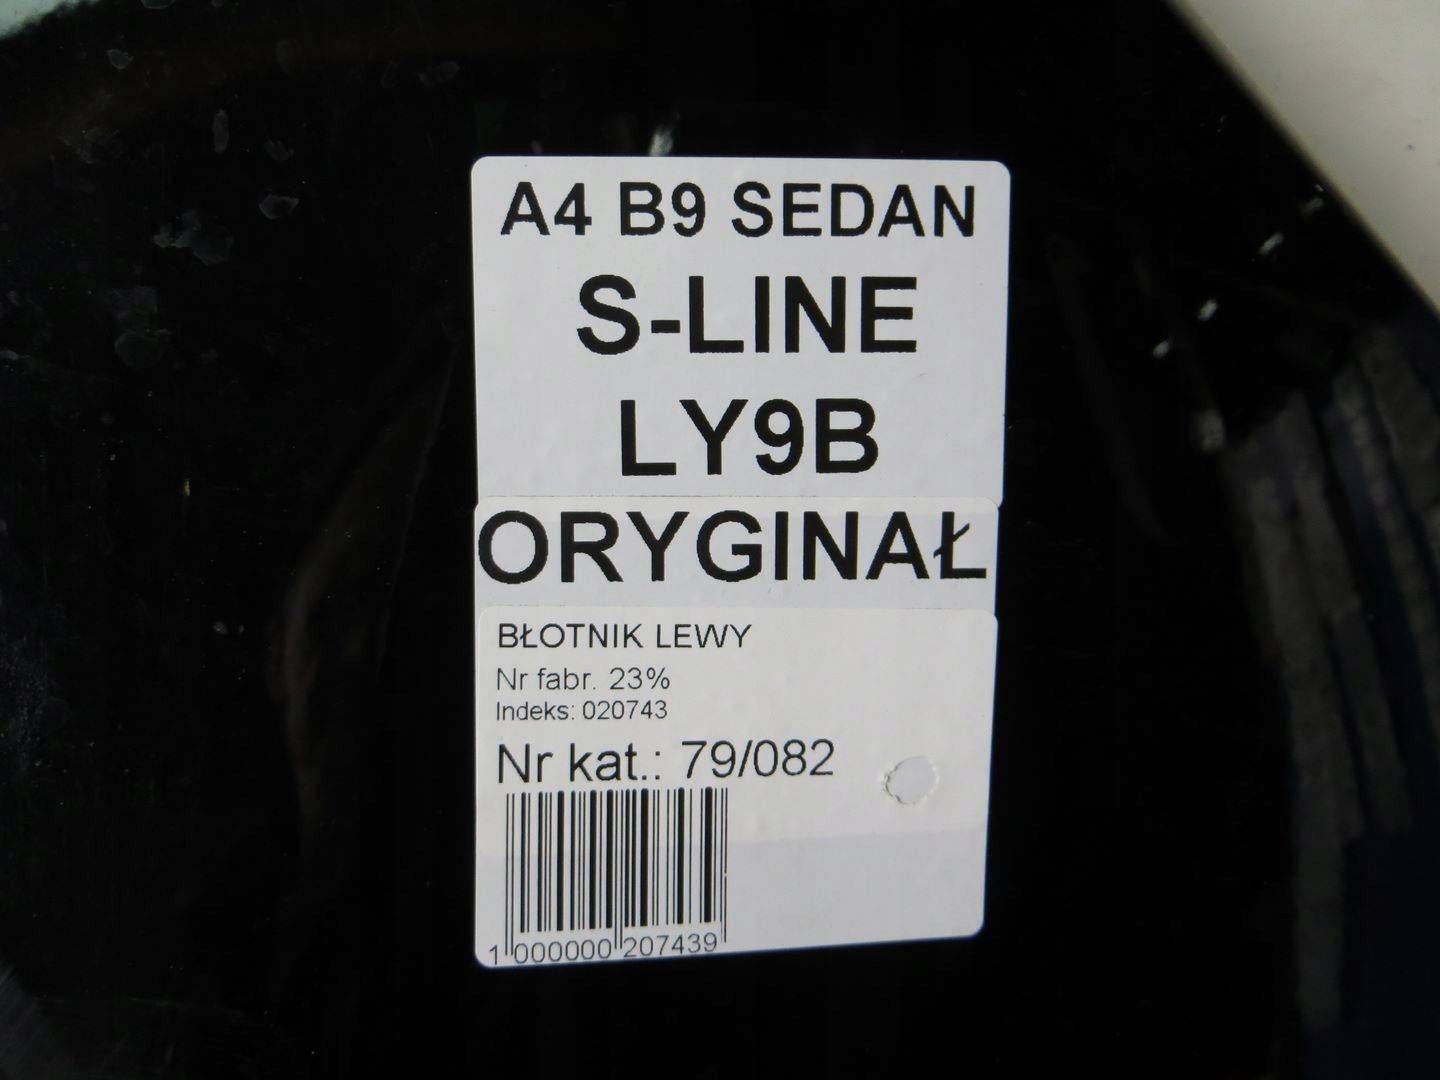 A4 B9 SEDAN
S-LINE
LY9B
ORYGINAŁ
BŁOTNIK LEWY
Nr fabr. 23%
Indeks: 020743
Nr kat.: 79/082
1 000000 207439